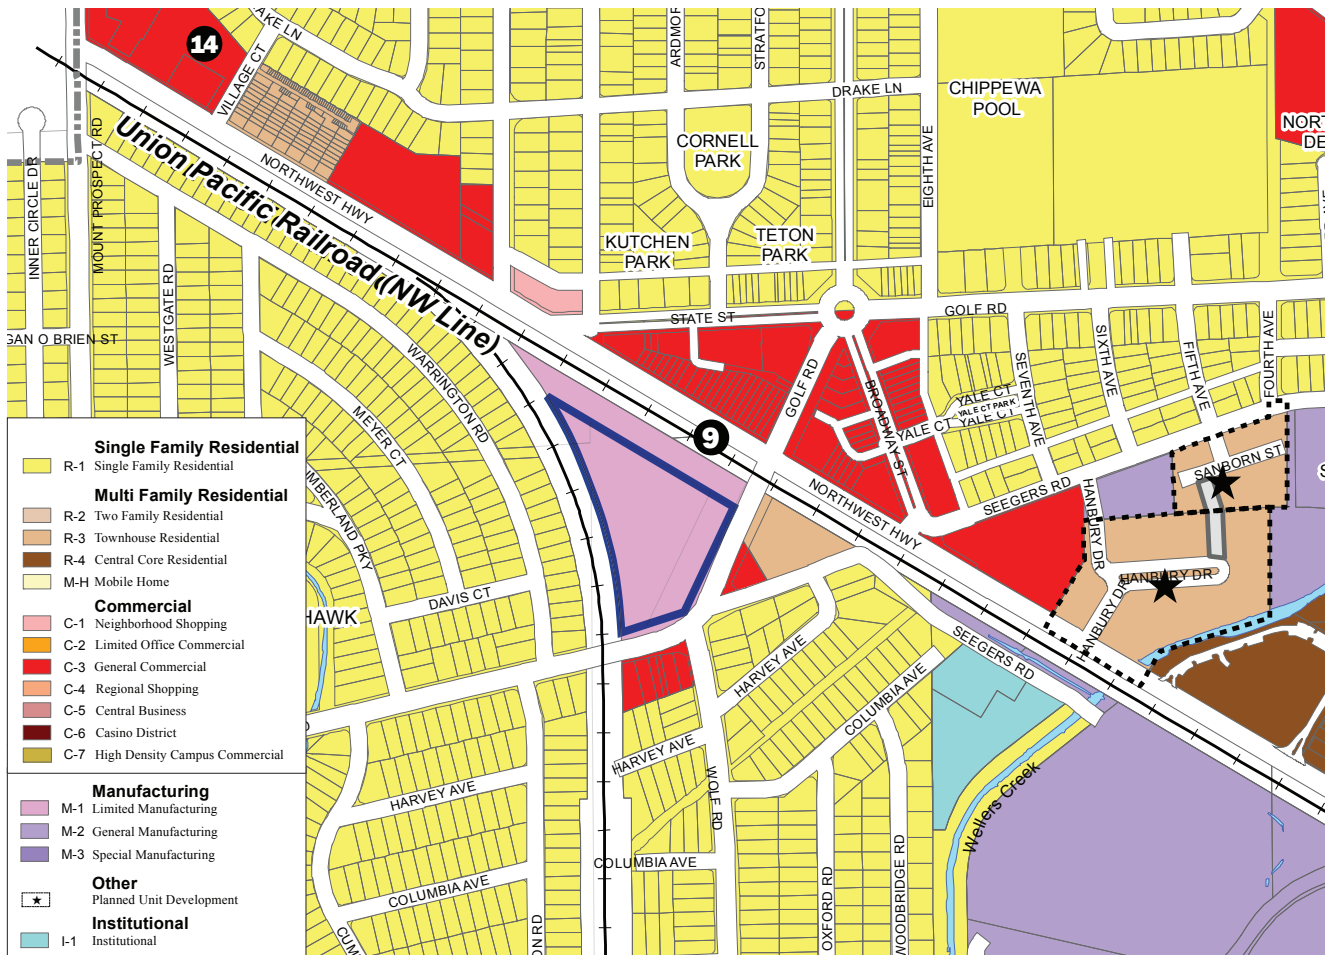 14
AKE LN
VILLAGE CT
ARDMOR
STRATFO
DRAKE LN
CHIPPEWA
POOL
NORT
DE
CORNELL
PARK
EIGHTH AVE
INNER CIRCLE DR
MOUNT PROSPECT RD
Union Pacific Railroad (NW Line)
NORTHWEST HWY
KUTCHEN
PARK
TETON
PARK
WESTGATE RD
GAN O BRIEN ST
STATE ST
GOLF RD
WARRINGTON RD
MEYER CT
GOLF RD
BROADWAY ST
YALE CT
YALE CT PARK
YALE CT
YALE CT
SEVENTH AVE
SIXTH AVE
FIFTH AVE
FOURTH AVE
9
NORTHWEST HWY
SEEGERS RD
SANBORN ST
S
HANBURY DR
HANBURY DR
HANBURY DR
UMBERLAND PKY
HAWK
DAVIS CT
SEEGERS RD
HARVEY AVE
COLUMBIA AVE
HARVEY AVE
WOLF RD
HARVEY AVE
COLUMBIA AVE
COLUMBIA AVE
Wellers Creek
OXFORD RD
WOODBRIDGE RD
ON RD
CUM
Single Family Residential
R-1 Single Family Residential
Multi Family Residential
R-2 Two Family Residential
R-3 Townhouse Residential
R-4 Central Core Residential
M-H Mobile Home
Commercial
C-1 Neighborhood Shopping
C-2 Limited Office Commercial
C-3 General Commercial
C-4 Regional Shopping
C-5 Central Business
C-6 Casino District
C-7 High Density Campus Commercial
Manufacturing
M-1 Limited Manufacturing
M-2 General Manufacturing
M-3 Special Manufacturing
Other
Planned Unit Development
Institutional
I-1 Institutional